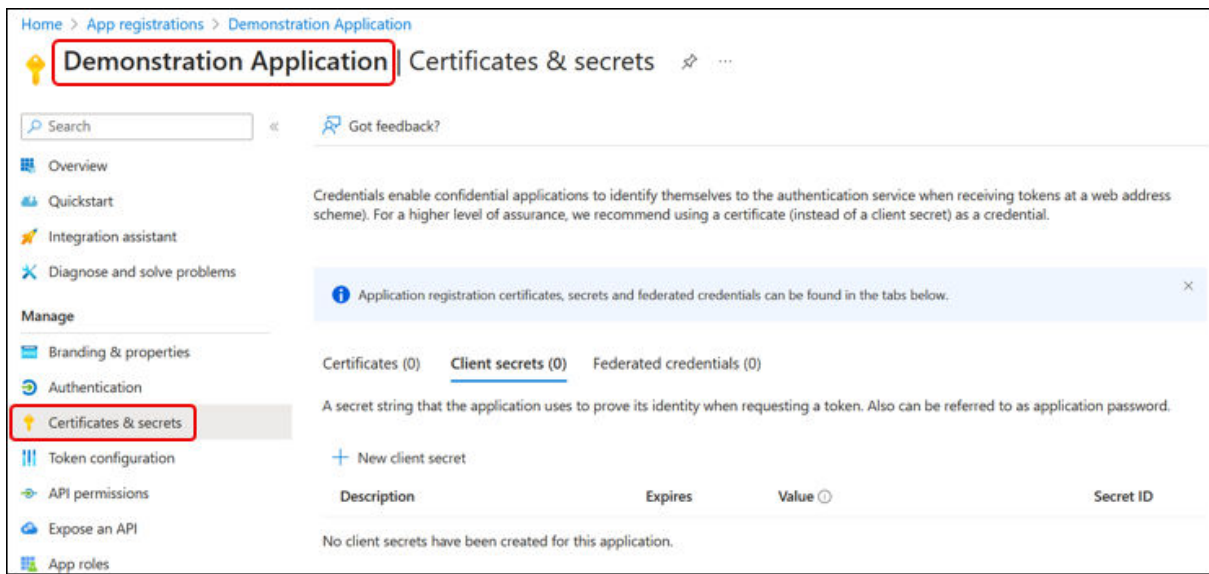 Home > App registrations > Demonstration Application
Demonstration Application | Certificates & secrets
Search
Got feedback?
Overview
Quickstart
Integration assistant
Diagnose and solve problems
Manage
Branding & properties
Authentication
Certificates & secrets
Token configuration
API permissions
Expose an API
App roles
Credentials enable confidential applications to identify themselves to the authentication service when receiving tokens at a web address
scheme). For a higher level of assurance, we recommend using a certificate (instead of a client secret) as a credential.
Application registration certificates, secrets and federated credentials can be found in the tabs below.
Certificates (0) Client secrets (0) Federated credentials (0)
A secret string that the application uses to prove its identity when requesting a token. Also can be referred to as application password.
New client secret
Description Expires Value Secret ID
No client secrets have been created for this application.